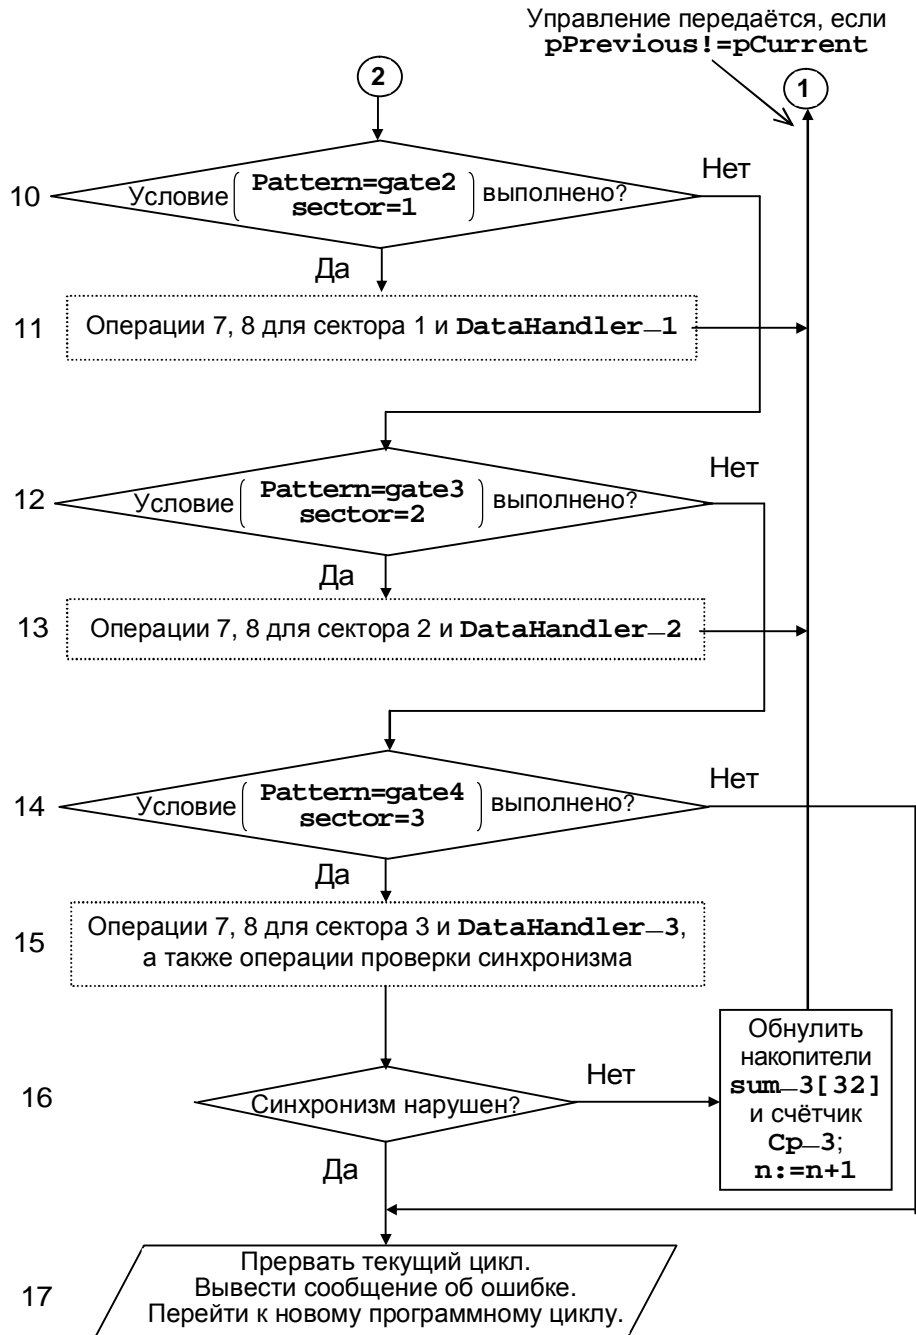 Управление передаётся, если
pPrevious!=pCurrent
2
1
Нет
10
Условие
Pattern=gate2
sector=1
выполнено?
Да
11
Операции 7, 8 для сектора 1 и DataHandler_1
Нет
12
Условие
Pattern=gate3
sector=2
выполнено?
Да
13
Операции 7, 8 для сектора 2 и DataHandler_2
Нет
14
Условие
Pattern=gate4
sector=3
выполнено?
Да
15
Операции 7, 8 для сектора 3 и DataHandler_3,
а также операции проверки синхронизма
16
Синхронизм нарушен?
Нет
Обнулить
накопители
sum_3[32]
и счётчик
Cp_3;
n:=n+1
Да
17
Прервать текущий цикл.
Вывести сообщение об ошибке.
Перейти к новому программному циклу.